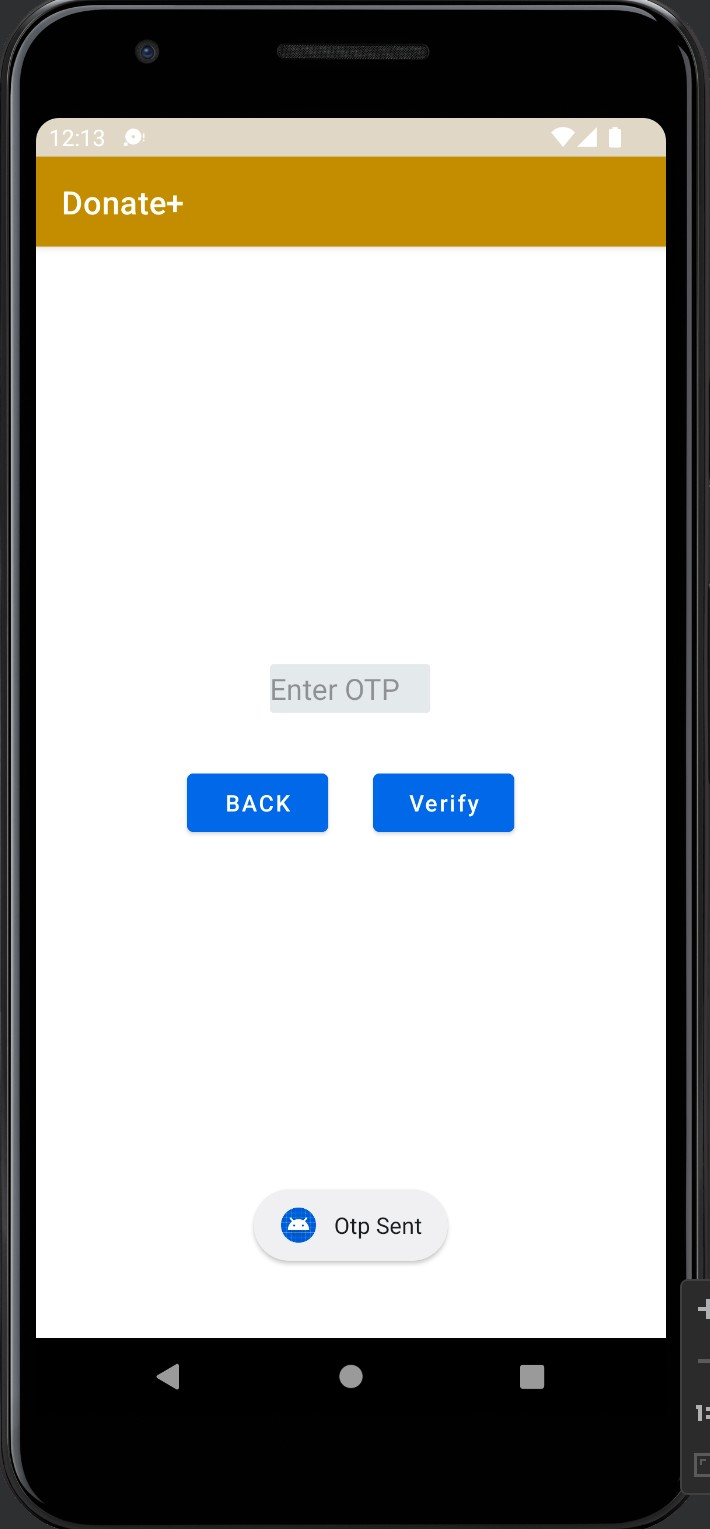 12:13
Donate+
Enter OTP
BACK Verify
Otp Sent